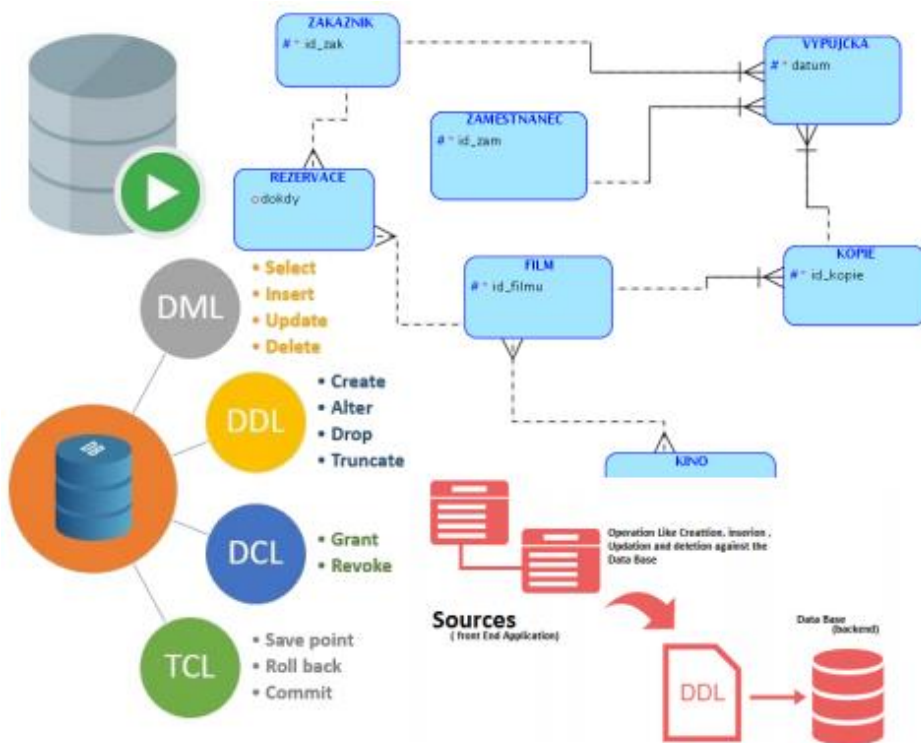 ZAKAZNIK
# * id_zak
VYPUJCKA
# * datum
ZAMESTNANEC
# * id_zam
REZERVACE
o dokdy
FILM
# * id_filmu
KOPIE
# * id_kopie
KINO
DML
• Select
• Insert
• Update
• Delete
DDL
• Create
• Alter
• Drop
• Truncate
DCL
• Grant
• Revoke
TCL
• Save point
• Roll back
• Commit
Operation Like Creattion, inserion ,
Updation and deletion against the
Data Base
Sources
( front End Application)
DDL
Data Base
(backend)